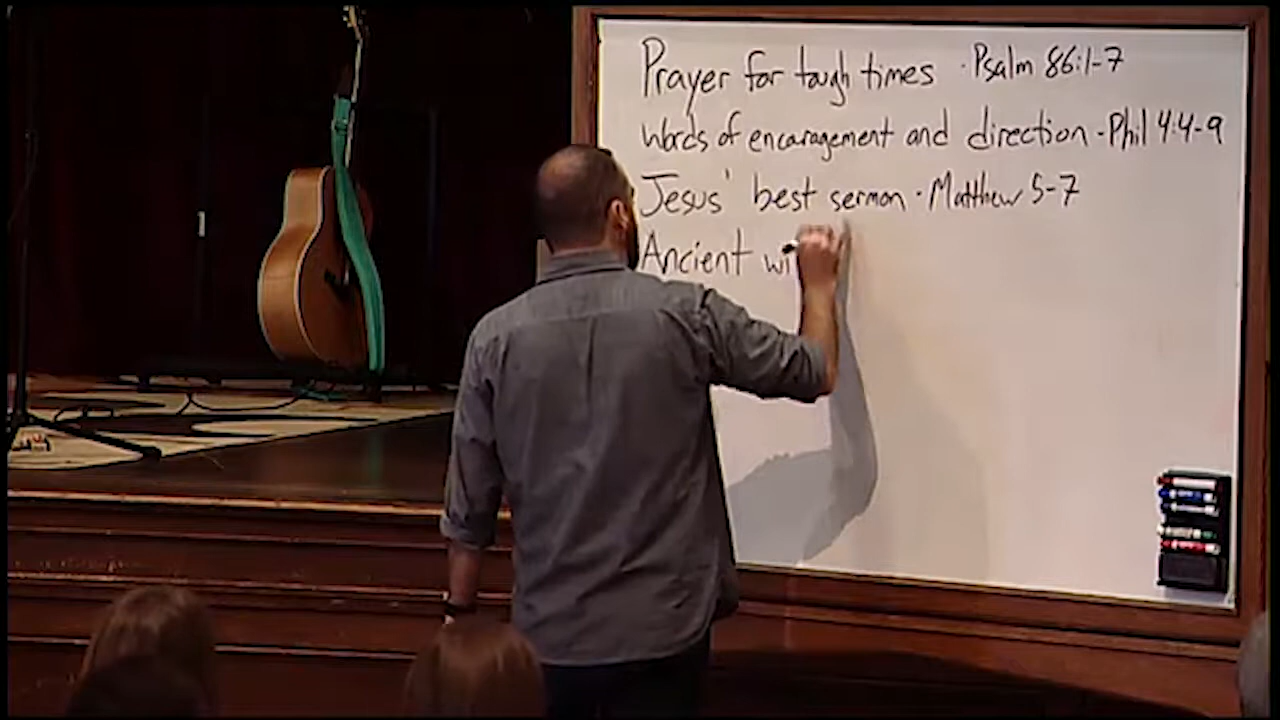 Prayer for tough times · Psalm 86:1-7
Words of encouragement and direction · Phil 4:4-9
Jesus' best sermon · Matthew 5-7
Ancient wi